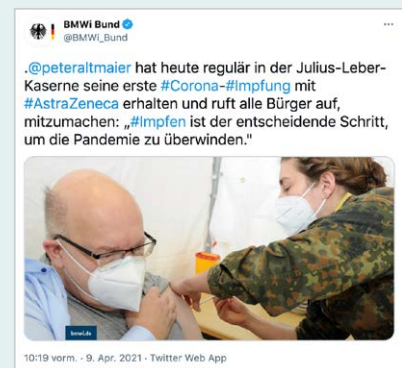 BMWi Bund
@BMWi_Bund
.@peteraltmaier hat heute regulär in der Julius-Leber-
Kaserne seine erste #Corona-#Impfung mit
#AstraZeneca erhalten und ruft alle Bürger auf,
mitzumachen: „#Impfen ist der entscheidende Schritt,
um die Pandemie zu überwinden."
bmwi.de
10:19 vorm. · 9. Apr. 2021 · Twitter Web App